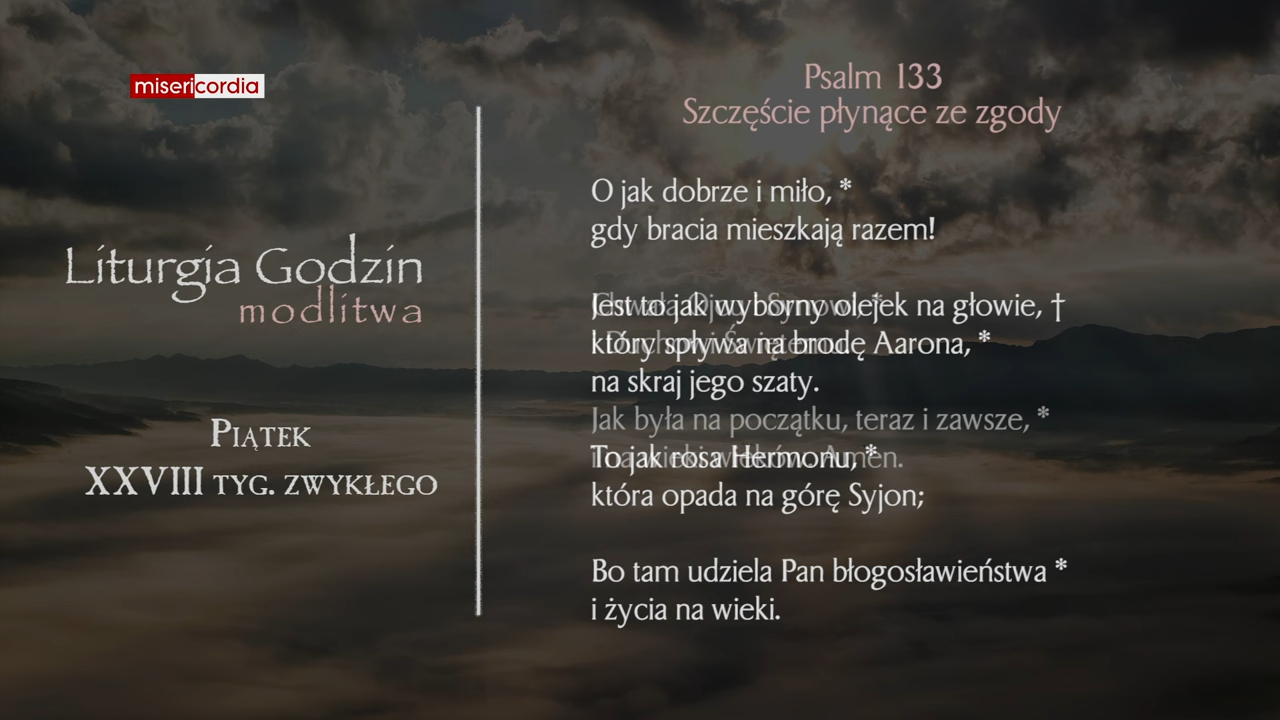 misericordia
Liturgia Godzin
modlitwa
Piątek
XXVIII tyg. zwykłego
Psalm 133
Szczęście płynące ze zgody
O jak dobrze i miło, *
gdy bracia mieszkają razem!
Jest to jak wyborny olejek na głowie, †
który spływa na brodę Aarona, *
na skraj jego szaty.
Jak była na początku, teraz i zawsze, *
To jak rosa Hermonu, *
która opada na górę Syjon;
Bo tam udziela Pan błogosławieństwa *
i życia na wieki.